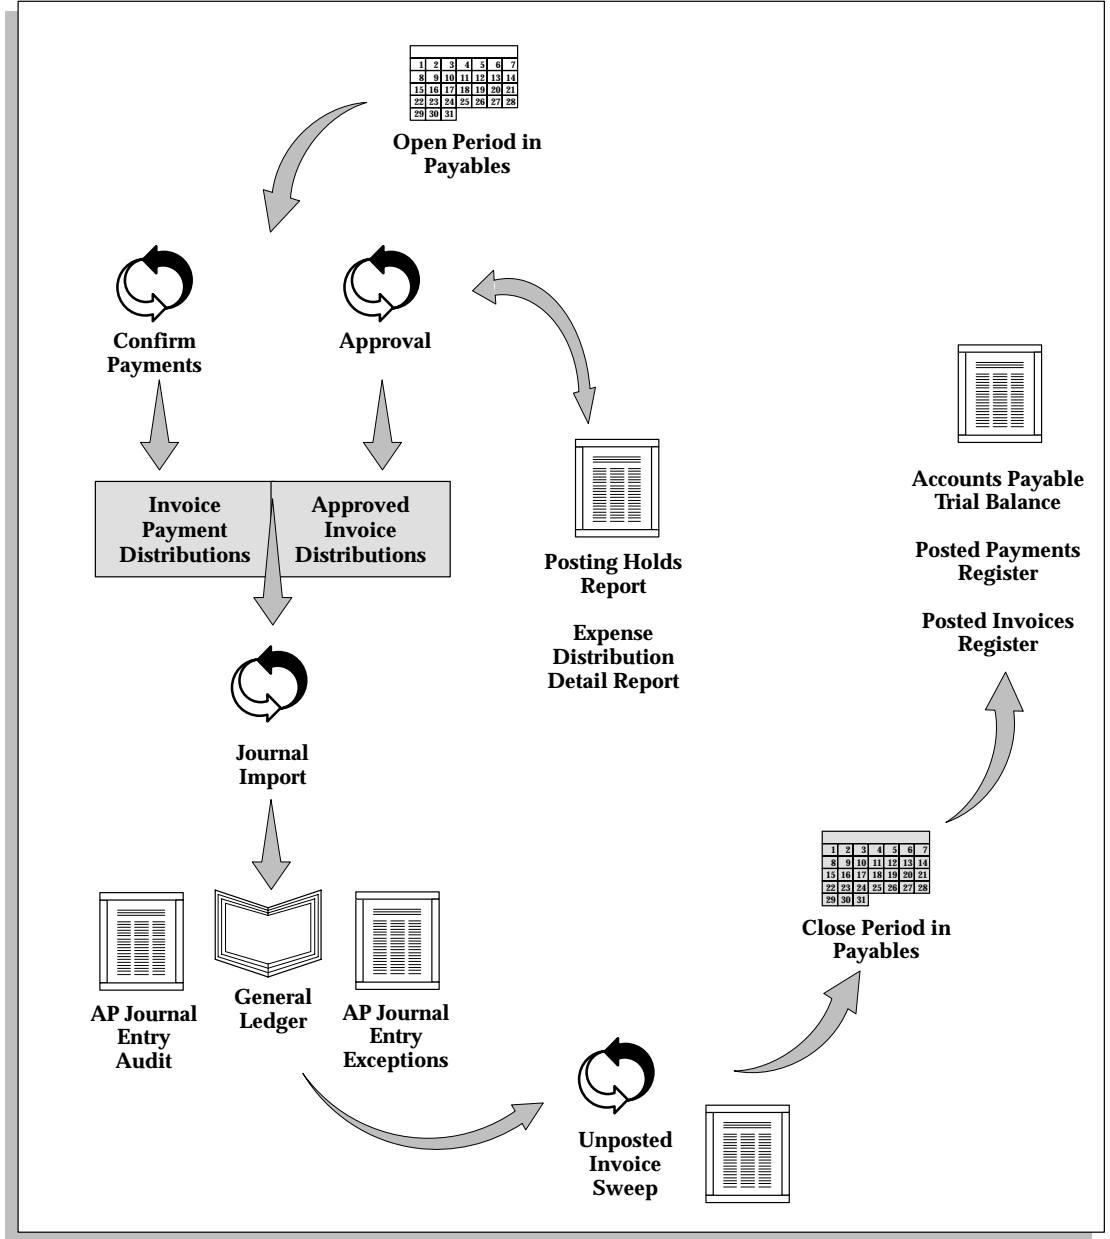 1 2 3 4 5 6 7
8 9 10 11 12 13 14
15 16 17 18 19 20 21
22 23 24 25 26 27 28
29 30 31
Open Period in
Payables
Confirm
Payments
Approval
Invoice
Payment
Distributions
Approved
Invoice
Distributions
Posting Holds
Report
Expense
Distribution
Detail Report
Journal
Import
AP Journal
Entry
Audit
General
Ledger
AP Journal
Entry
Exceptions
Unposted
Invoice
Sweep
1 2 3 4 5 6 7
8 9 10 11 12 13 14
15 16 17 18 19 20 21
22 23 24 25 26 27 28
29 30 31
Close Period in
Payables
Accounts Payable
Trial Balance
Posted Payments
Register
Posted Invoices
Register